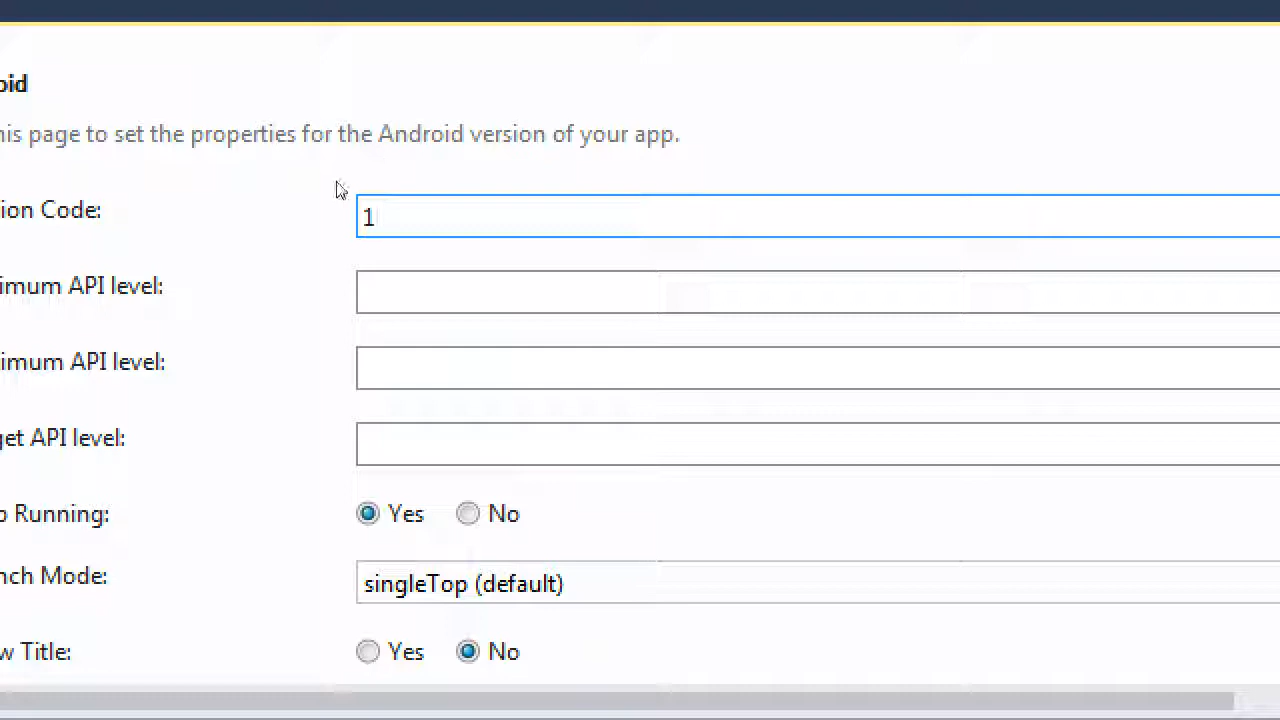 oid
his page to set the properties for the Android version of your app.
ion Code:
1
imum API level:
imum API level:
get API level:
p Running:
Yes
No
nch Mode:
singleTop (default)
w Title:
Yes
No